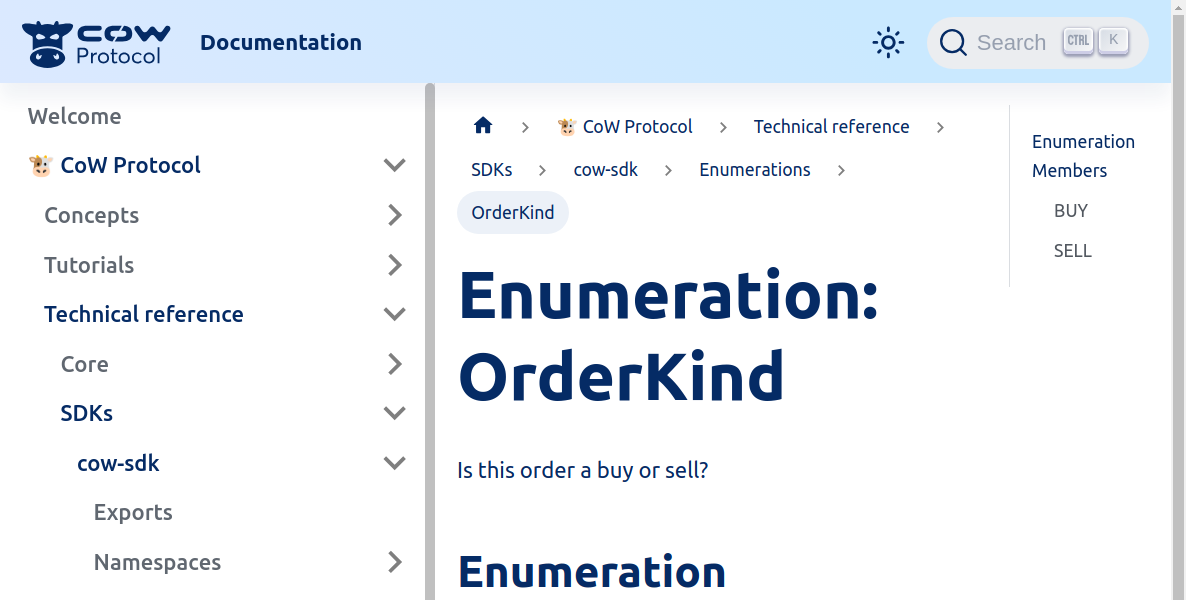 COW
Protocol
Documentation
Search
CTRL
K
Welcome
CoW Protocol
Concepts
Tutorials
Technical reference
Core
SDKs
cow-sdk
Exports
Namespaces
CoW Protocol
Technical reference
SDKs
cow-sdk
Enumerations
OrderKind
Enumeration:
OrderKind
Is this order a buy or sell?
Enumeration
Enumeration
Members
BUY
SELL